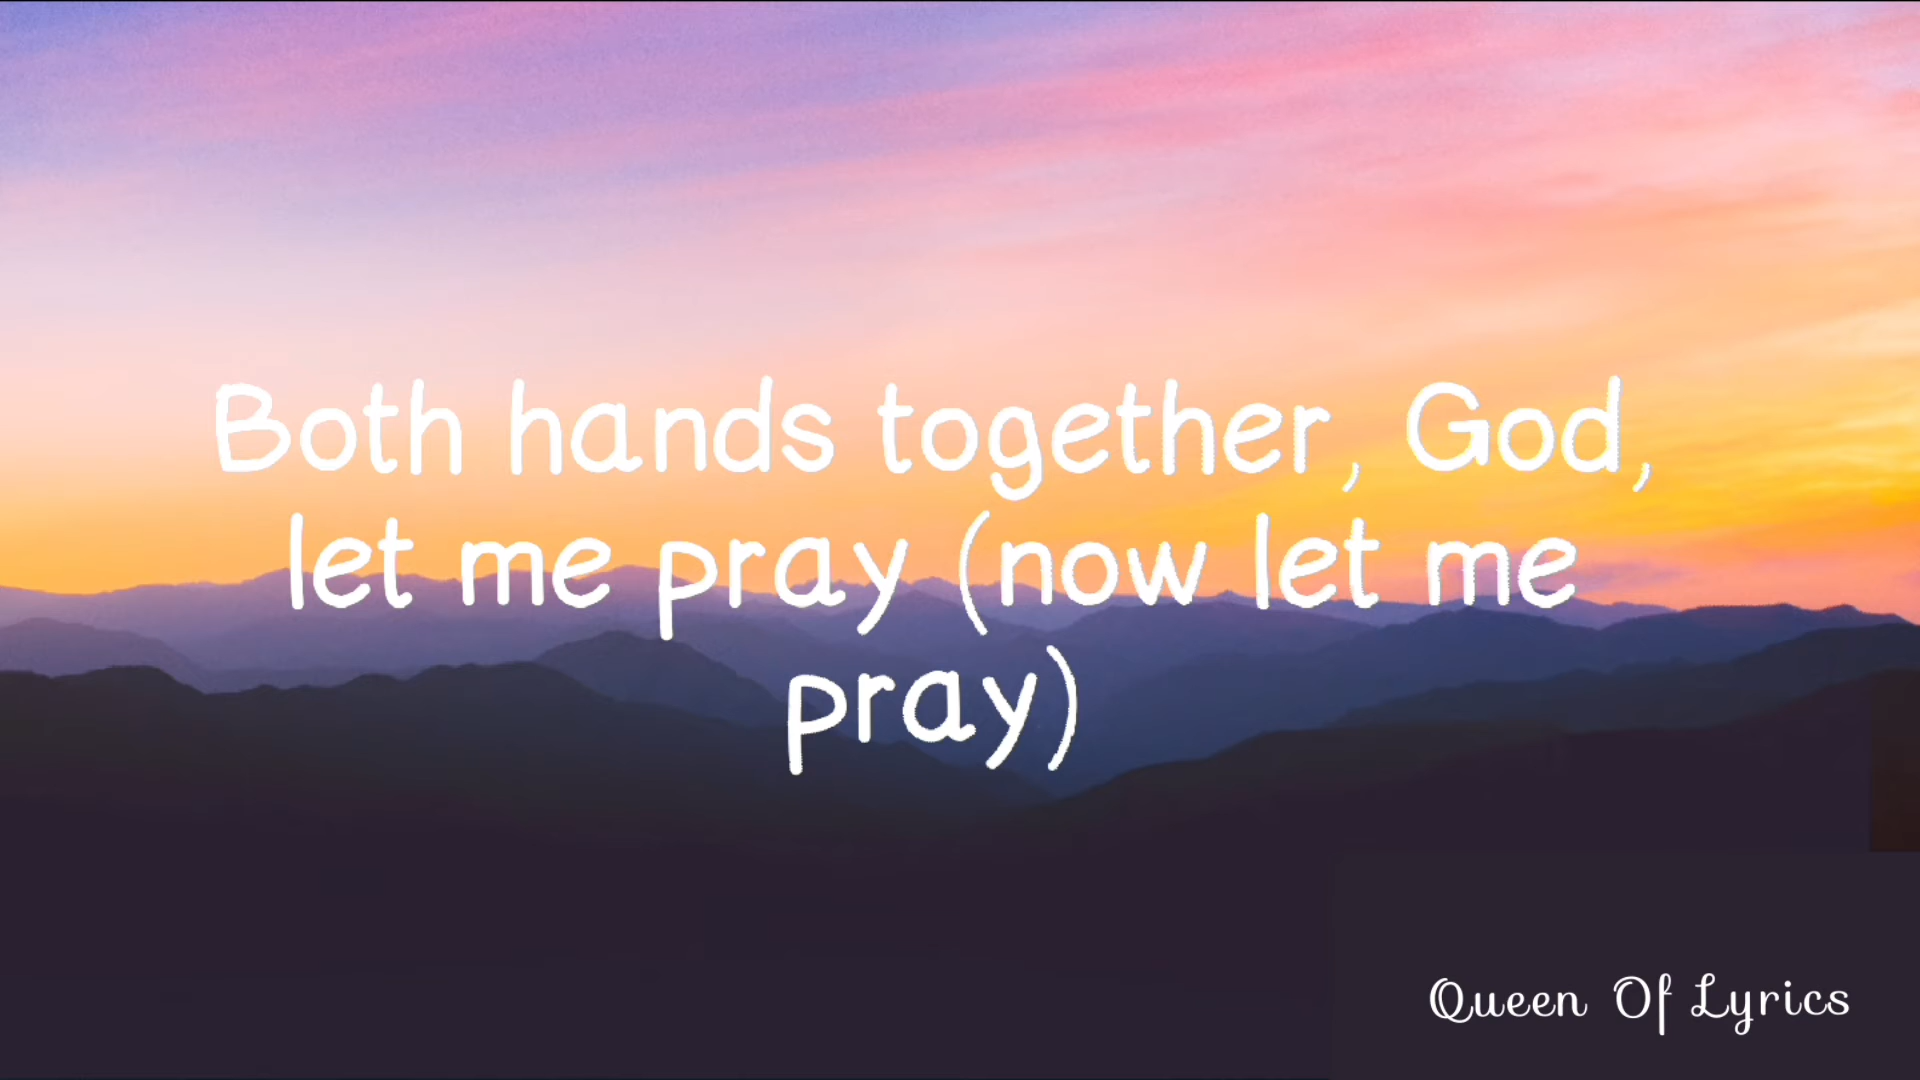 Both hands together, God,
let me pray (now let me
pray)
Queen Of Lyrics